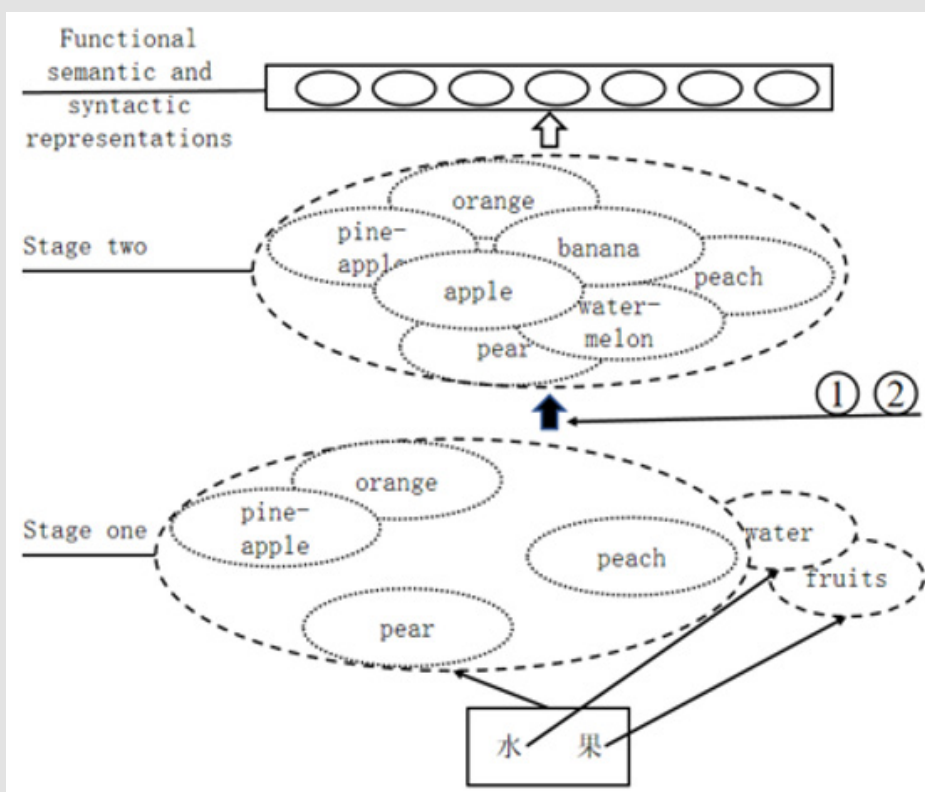 Functional
semantic and
syntactic
representations
orange
pine-
apple
banana
Stage two
peach
apple
water-
melon
pear
① ②
orange
Stage one
pine-
apple
water
peach
fruits
pear
水 果